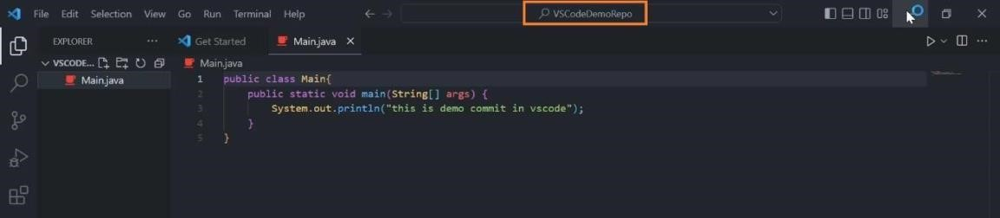 File Edit Selection View Go Run Terminal Help
VSCodeDemoRepo
EXPLORER
Get Started
Main.java
VSCODE...
Main.java
Main.java
1 public class Main{
2 public static void main(String[] args) {
3 System.out.println("this is demo commit in vscode");
4 }
5 }